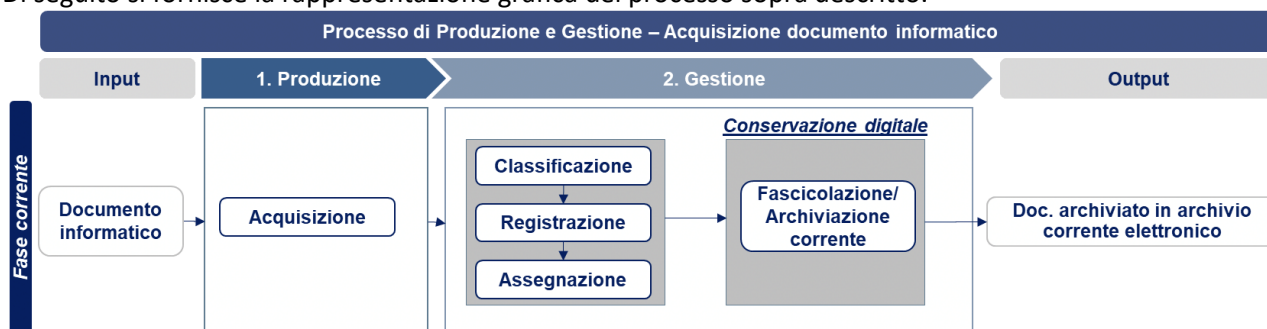 Di seguito si fornisce la rappresentazione grafica del processo sopra descritto:
Processo di Produzione e Gestione – Acquisizione documento informatico
Input
1. Produzione
2. Gestione
Output
Fase corrente
Documento
informatico
Acquisizione
Classificazione
Registrazione
Assegnazione
Conservazione digitale
Fascicolazione/
Archiviazione
corrente
Doc. archiviato in archivio
corrente elettronico